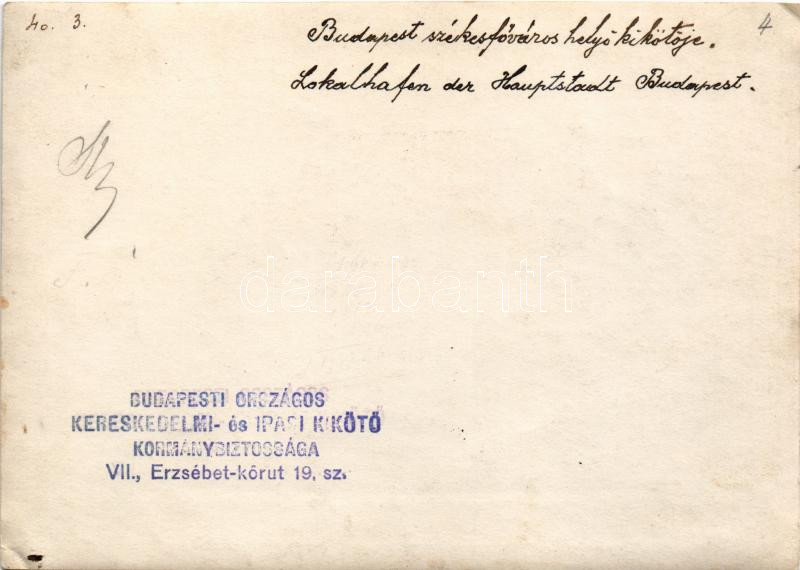 40. 3.
4
Budapest székesfőváros helyi kikötője.
Lokalhafen der Hauptstadt Budapest.
darabanth
BUDAPESTI ORSZÁGOS
KERESKEDELMI- és IPARI KIKÖTŐ
KORMÁNYBIZTOSSÁGA
VII., Erzsébet-körut 19. sz.